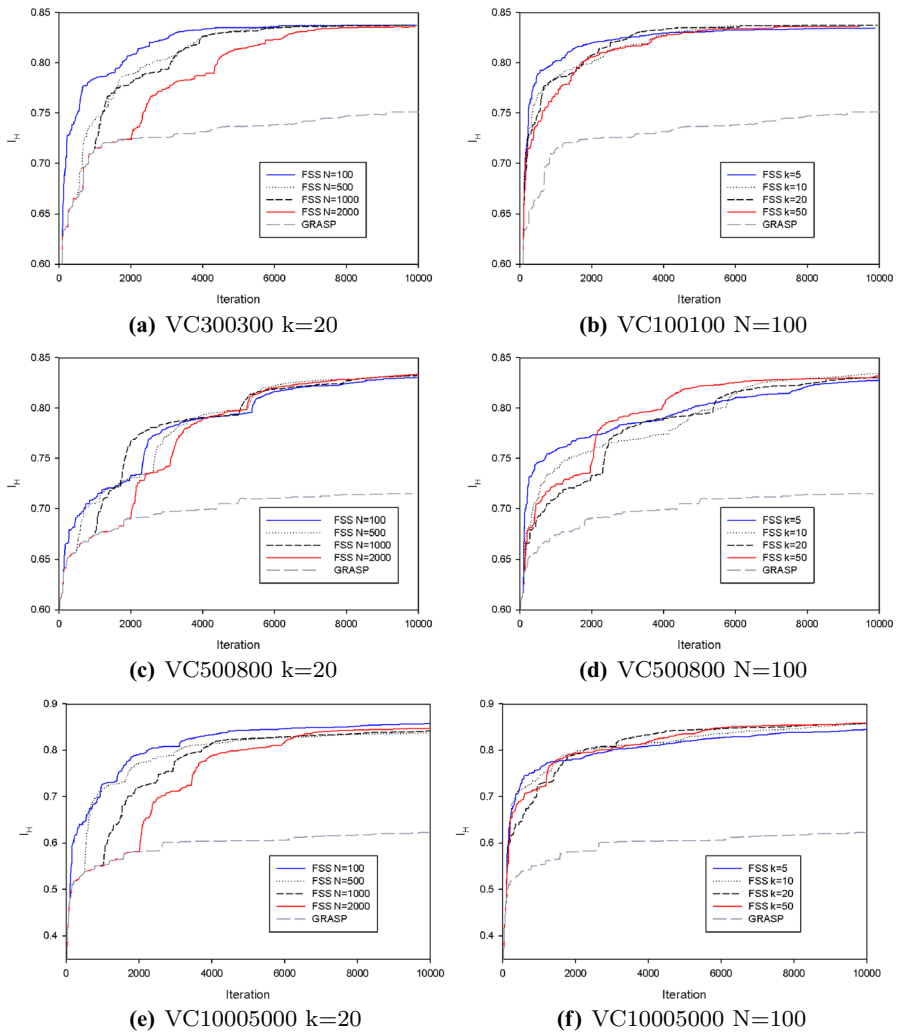 0.85
0.80
0.75
0.70
0.65
0.60
I_H
0 2000 4000 6000 8000 10000
Iteration
FSS N=100
FSS N=500
FSS N=1000
FSS N=2000
GRASP
(a) VC300300 k=20
0.85
0.80
0.75
0.70
0.65
0.60
I_H
0 2000 4000 6000 8000 10000
Iteration
FSS k=5
FSS k=10
FSS k=20
FSS k=50
GRASP
(b) VC100100 N=100
0.85
0.80
0.75
0.70
0.65
0.60
I_H
0 2000 4000 6000 8000 10000
Iteration
FSS N=100
FSS N=500
FSS N=1000
FSS N=2000
GRASP
(c) VC500800 k=20
0.85
0.80
0.75
0.70
0.65
0.60
I_H
0 2000 4000 6000 8000 10000
Iteration
FSS k=5
FSS k=10
FSS k=20
FSS k=50
GRASP
(d) VC500800 N=100
0.9
0.8
0.7
0.6
0.5
0.4
I_H
0 2000 4000 6000 8000 10000
Iteration
FSS N=100
FSS N=500
FSS N=1000
FSS N=2000
GRASP
(e) VC10005000 k=20
0.9
0.8
0.7
0.6
0.5
0.4
I_H
0 2000 4000 6000 8000 10000
Iteration
FSS k=5
FSS k=10
FSS k=20
FSS k=50
GRASP
(f) VC10005000 N=100